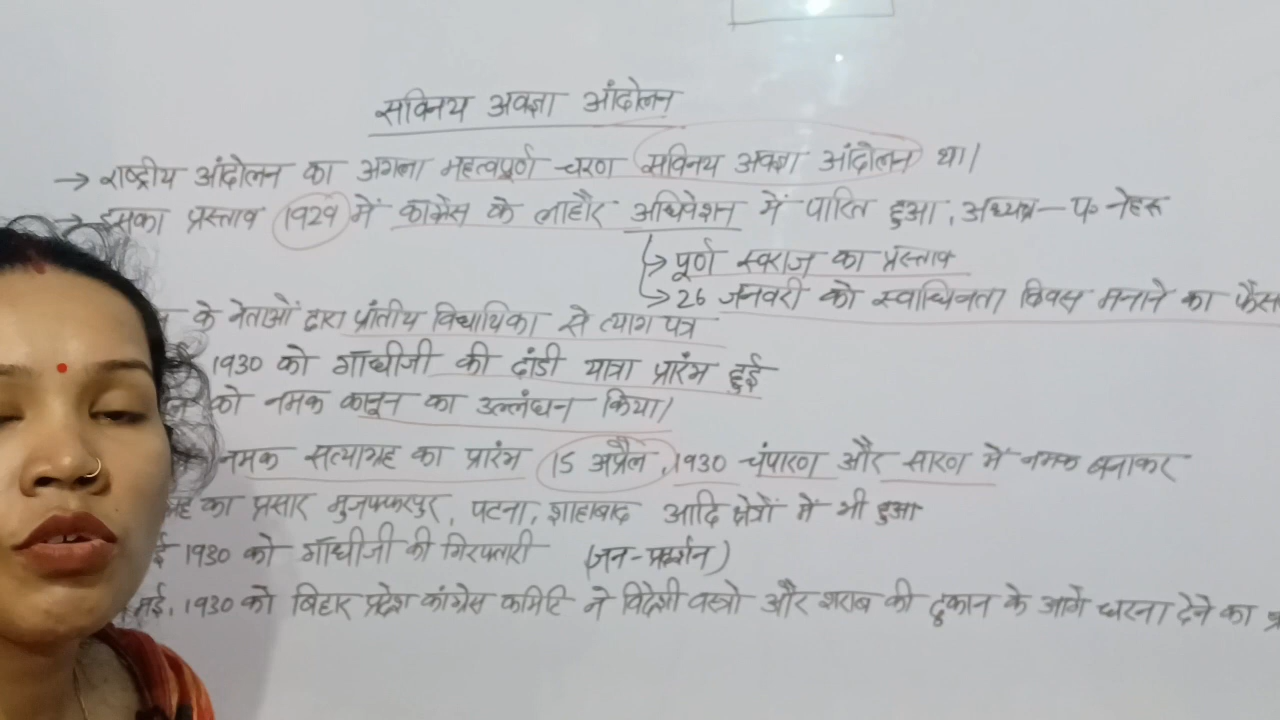 सविनय अवज्ञा आंदोलन
→ राष्ट्रीय आंदोलन का अगला महत्वपूर्ण चरण सविनय अवज्ञा आंदोलन था।
→ इसका प्रस्ताव 1929 में कांग्रेस के लाहौर अधिवेशन में पारित हुआ, अध्यक्ष - पं० नेहरू
→ पूर्ण स्वराज का प्रस्ताव
→ 26 जनवरी को स्वाधिनता दिवस मनाने का
के नेताओं द्वारा प्रांतीय विधायिका से त्याग पत्र
1930 को गाँधीजी की दांडी यात्रा प्रारंभ हुई
को नमक कानून का उल्लंघन किया।
नमक सत्याग्रह का प्रारंभ 15 अप्रैल, 1930 चंपारण और सारण में नमक बनाकर
का प्रसार मुजफ्फरपुर, पटना, शाहाबाद आदि क्षेत्रों में भी हुआ
1930 को गाँधीजी की गिरफ्तारी (जन-प्रदर्शन)
मई, 1930 को बिहार प्रदेश कांग्रेस कमिटि ने विदेशी वस्त्रो और शराब की दुकान के आगे धरना देने का